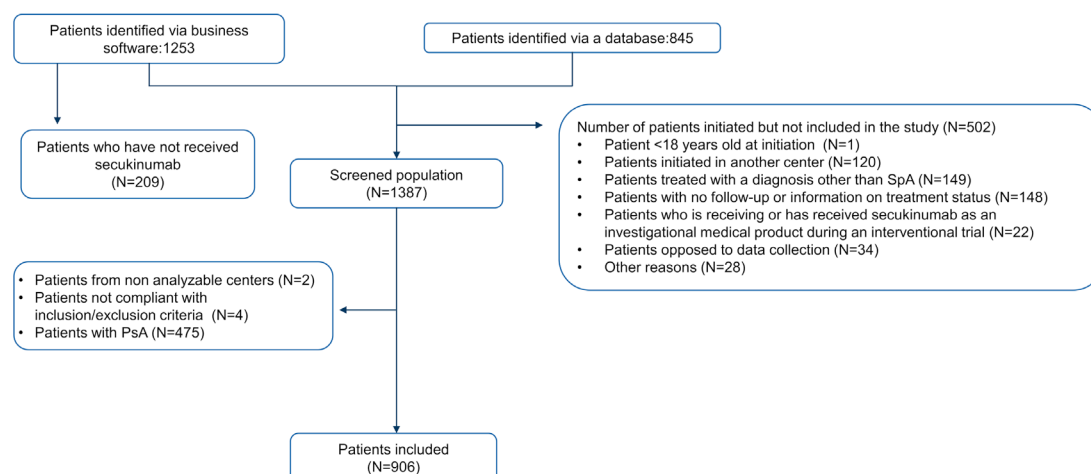 Patients identified via business
software:1253
Patients identified via a database:845
Patients who have not received
secukinumab
(N=209)
Screened population
(N=1387)
Number of patients initiated but not included in the study (N=502)
• Patient <18 years old at initiation (N=1)
• Patients initiated in another center (N=120)
• Patients treated with a diagnosis other than SpA (N=149)
• Patients with no follow-up or information on treatment status (N=148)
• Patients who is receiving or has received secukinumab as an
investigational medical product during an interventional trial (N=22)
• Patients opposed to data collection (N=34)
• Other reasons (N=28)
• Patients from non analyzable centers (N=2)
• Patients not compliant with
inclusion/exclusion criteria (N=4)
• Patients with PsA (N=475)
Patients included
(N=906)